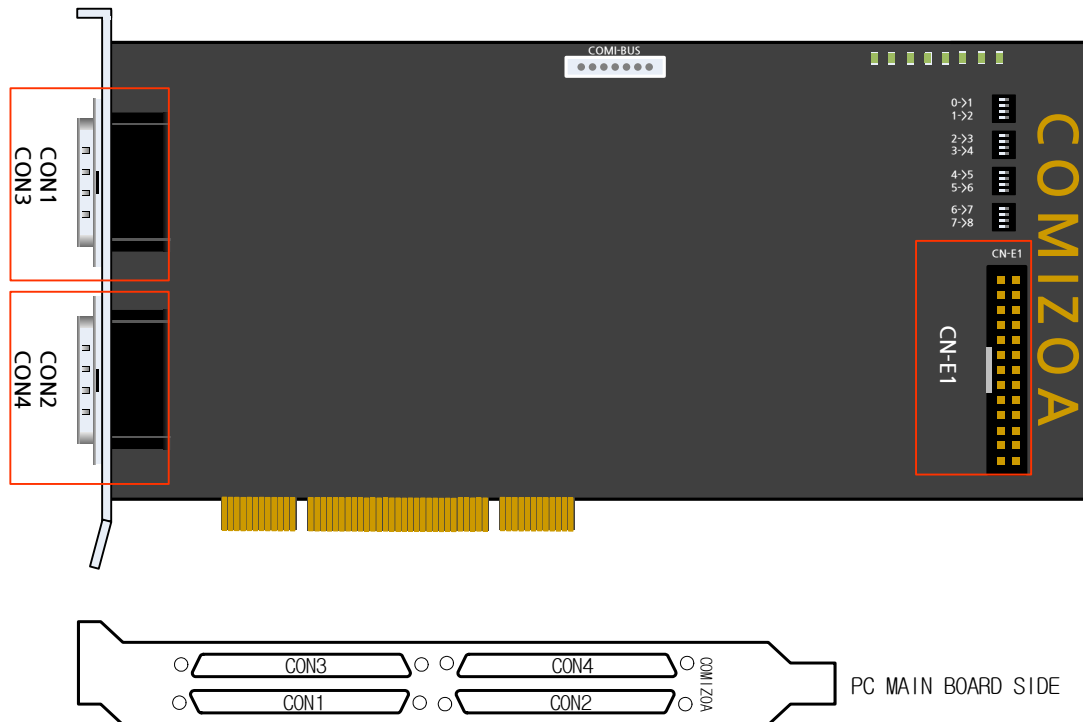 COMI-BUS
0->1
1->2
2->3
3->4
4->5
5->6
6->7
7->8
COMIZOA
CON1
CON3
CON2
CON4
CN-E1
CN-E1
CON3
CON4
CON1
CON2
COMIZOA
PC MAIN BOARD SIDE